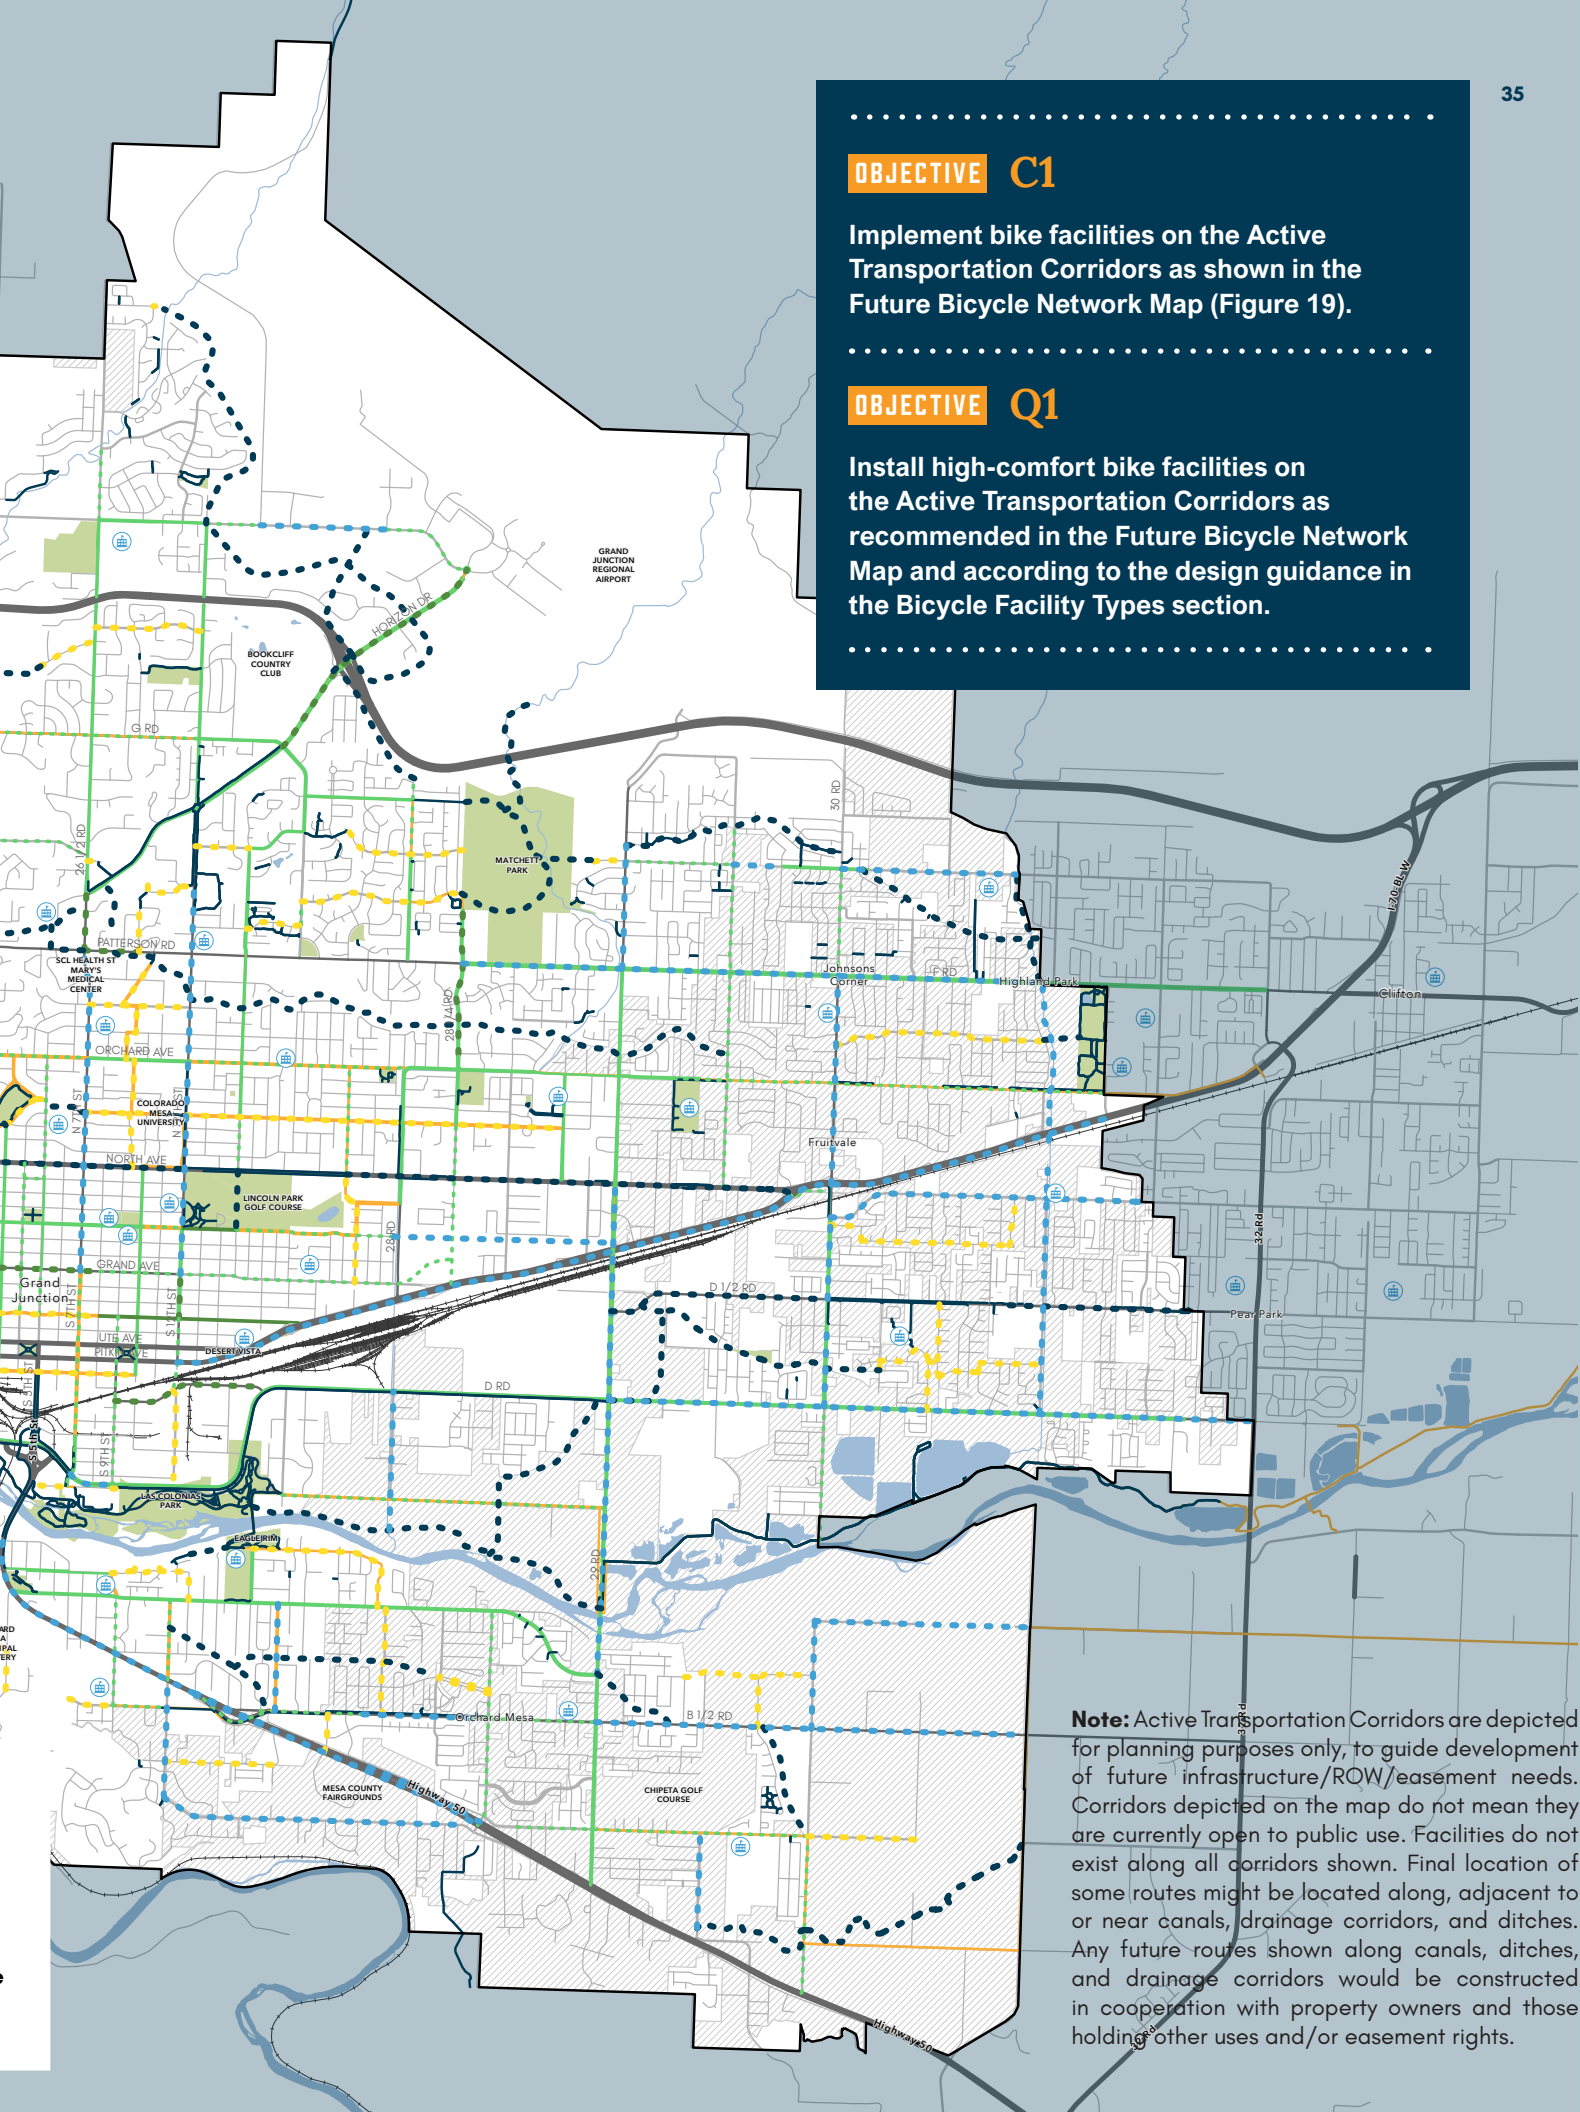 35
OBJECTIVE C1
Implement bike facilities on the Active
Transportation Corridors as shown in the
Future Bicycle Network Map (Figure 19).
OBJECTIVE Q1
Install high-comfort bike facilities on
the Active Transportation Corridors as
recommended in the Future Bicycle Network
Map and according to the design guidance in
the Bicycle Facility Types section.
GRAND
JUNCTION
REGIONAL
AIRPORT
HORIZON DR
BOOKCLIFF
COUNTRY
CLUB
G RD
30 RD
26 1/2 RD
MATCHETT
PARK
I-70 BL W
PATTERSON RD
SCL HEALTH ST
MARY'S
MEDICAL
CENTER
Johnsons
Corner
F RD
Highland Park
Clifton
28 1/4 RD
ORCHARD AVE
N 7TH ST
COLORADO
MESA
UNIVERSITY
Fruitvale
NORTH AVE
LINCOLN PARK
GOLF COURSE
28 RD
32 Rd
GRAND AVE
Grand
Junction
S 7TH ST
S 12TH ST
D 1/2 RD
Pear Park
UTE AVE
PITKIN AVE
DESERT VISTA
S 5TH ST
D RD
S 5th St
S 9TH ST
LAS COLONIAS
PARK
EAGLE RIM
29 RD
Orchard Mesa
B 1/2 RD
32 Rd
MESA COUNTY
FAIRGROUNDS
Highway 50
CHIPETA GOLF
COURSE
Highway 50
32 Rd
Note: Active Transportation Corridors are depicted
for planning purposes only, to guide development
of future infrastructure/ROW/easement needs.
Corridors depicted on the map do not mean they
are currently open to public use. Facilities do not
exist along all corridors shown. Final location of
some routes might be located along, adjacent to
or near canals, drainage corridors, and ditches.
Any future routes shown along canals, ditches,
and drainage corridors would be constructed
in cooperation with property owners and those
holding other uses and/or easement rights.